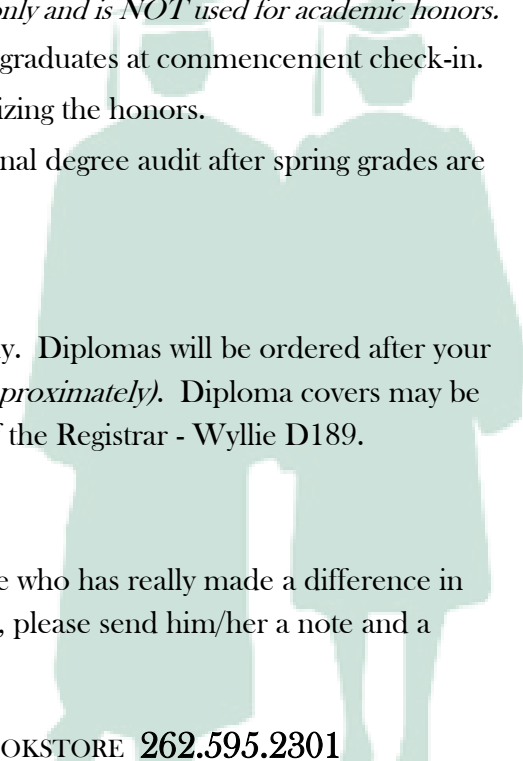 only and is NOT used for academic honors.
graduates at commencement check-in.
izing the honors.
nal degree audit after spring grades are
y. Diplomas will be ordered after your
proximately). Diploma covers may be
f the Registrar - Wyllie D189.
e who has really made a difference in
, please send him/her a note and a
OKSTORE 262.595.2301